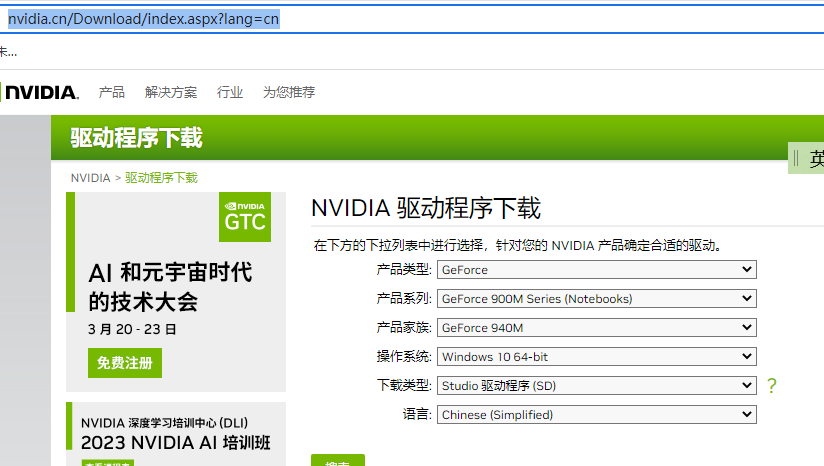 nvidia.cn/Download/index.aspx?lang=cn
未...
NVIDIA. 产品 解决方案 行业 为您推荐
驱动程序下载
英
NVIDIA > 驱动程序下载
NVIDIA
GTC
AI 和元宇宙时代
的技术大会
3 月 20 - 23 日
免费注册
NVIDIA 深度学习培训中心 (DLI)
2023 NVIDIA AI 培训班
NVIDIA 驱动程序下载
在下方的下拉列表中进行选择，针对您的 NVIDIA 产品确定合适的驱动。
产品类型: GeForce
产品系列: GeForce 900M Series (Notebooks)
产品家族: GeForce 940M
操作系统: Windows 10 64-bit
下载类型: Studio 驱动程序 (SD) ?
语言: Chinese (Simplified)
搜索